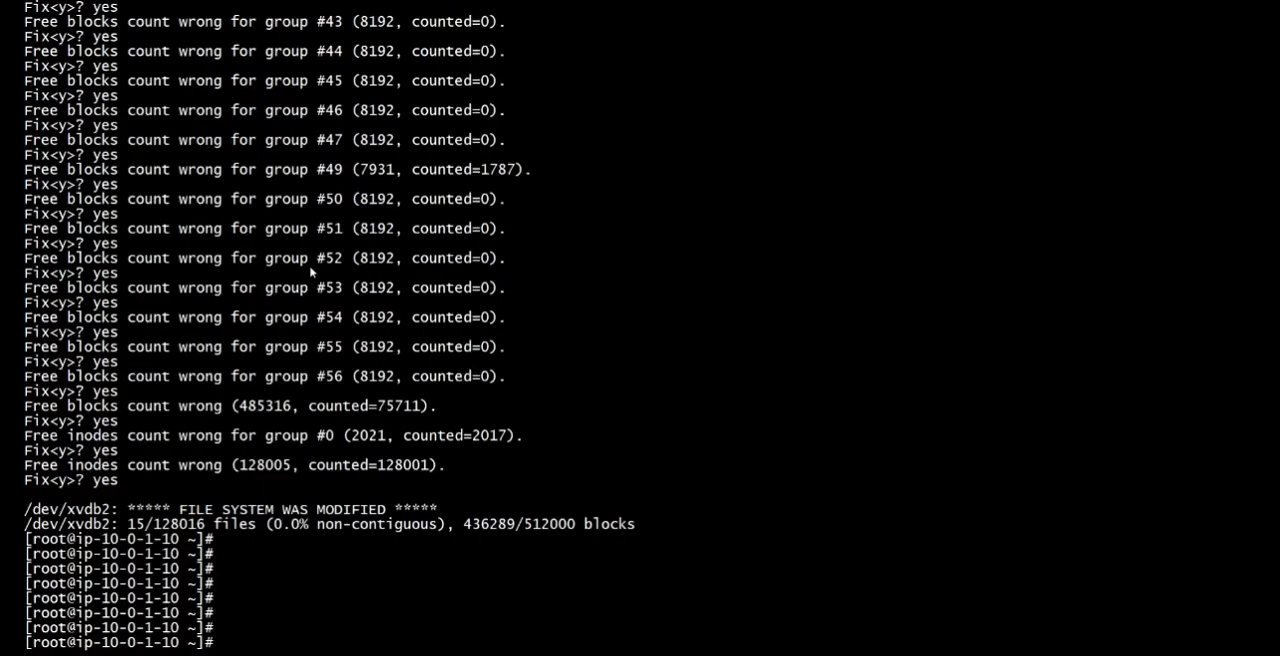 Fix<y>? yes
Free blocks count wrong for group #43 (8192, counted=0).
Fix<y>? yes
Free blocks count wrong for group #44 (8192, counted=0).
Fix<y>? yes
Free blocks count wrong for group #45 (8192, counted=0).
Fix<y>? yes
Free blocks count wrong for group #46 (8192, counted=0).
Fix<y>? yes
Free blocks count wrong for group #47 (8192, counted=0).
Fix<y>? yes
Free blocks count wrong for group #49 (7931, counted=1787).
Fix<y>? yes
Free blocks count wrong for group #50 (8192, counted=0).
Fix<y>? yes
Free blocks count wrong for group #51 (8192, counted=0).
Fix<y>? yes
Free blocks count wrong for group #52 (8192, counted=0).
Fix<y>? yes
Free blocks count wrong for group #53 (8192, counted=0).
Fix<y>? yes
Free blocks count wrong for group #54 (8192, counted=0).
Fix<y>? yes
Free blocks count wrong for group #55 (8192, counted=0).
Fix<y>? yes
Free blocks count wrong for group #56 (8192, counted=0).
Fix<y>? yes
Free blocks count wrong (485316, counted=75711).
Fix<y>? yes
Free inodes count wrong for group #0 (2021, counted=2017).
Fix<y>? yes
Free inodes count wrong (128005, counted=128001).
Fix<y>? yes
/dev/xvdb2: ***** FILE SYSTEM WAS MODIFIED *****
/dev/xvdb2: 15/128016 files (0.0% non-contiguous), 436289/512000 blocks
[root@ip-10-0-1-10 ~]#
[root@ip-10-0-1-10 ~]#
[root@ip-10-0-1-10 ~]#
[root@ip-10-0-1-10 ~]#
[root@ip-10-0-1-10 ~]#
[root@ip-10-0-1-10 ~]#
[root@ip-10-0-1-10 ~]#
[root@ip-10-0-1-10 ~]#